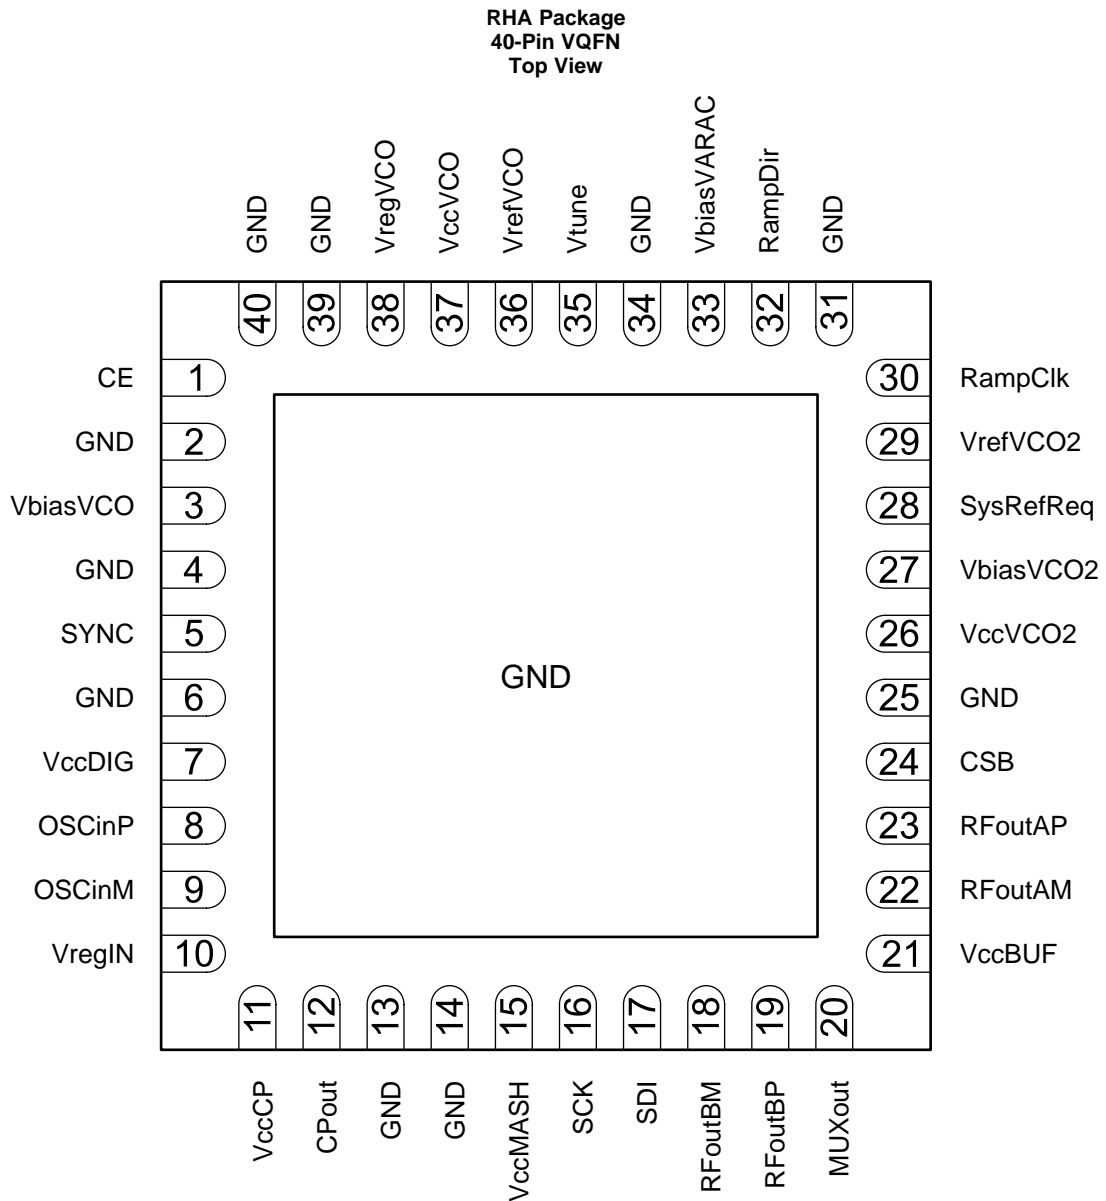 RHA Package
40-Pin VQFN
Top View
GND
GND
VregVCO
VccVCO
VrefVCO
Vtune
GND
VbiasVARAC
RampDir
GND
40
39
38
37
36
35
34
33
32
31
CE 1
GND 2
VbiasVCO 3
GND 4
SYNC 5
GND 6
VccDIG 7
OSCinP 8
OSCinM 9
VregIN 10
GND
30 RampClk
29 VrefVCO2
28 SysRefReq
27 VbiasVCO2
26 VccVCO2
25 GND
24 CSB
23 RFoutAP
22 RFoutAM
21 VccBUF
11
12
13
14
15
16
17
18
19
20
VccCP
CPout
GND
GND
VccMASH
SCK
SDI
RFoutBM
RFoutBP
MUXout